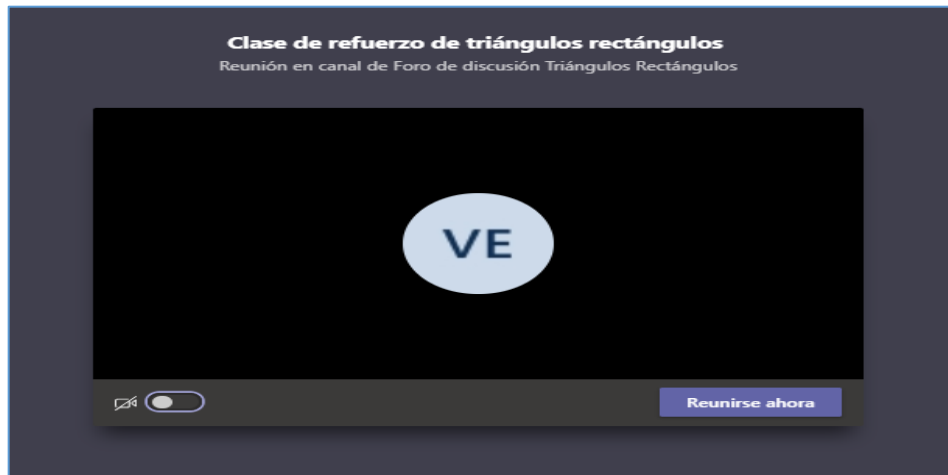 Clase de refuerzo de triángulos rectángulos
Reunión en canal de Foro de discusión Triángulos Rectángulos
VE
Reunirse ahora